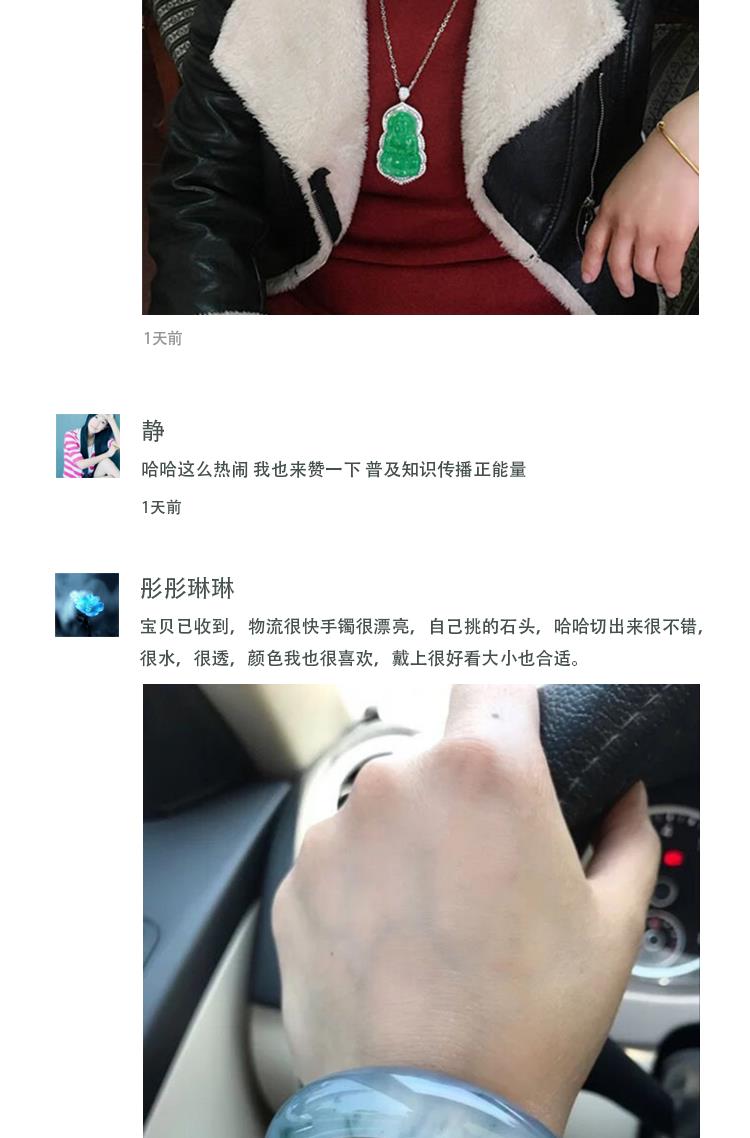 1天前
静
哈哈这么热闹 我也来赞一下 普及知识传播正能量
1天前
彤彤琳琳
宝贝已收到，物流很快手镯很漂亮，自己挑的石头，哈哈切出来很不错，
很水，很透，颜色我也很喜欢，戴上很好看大小也合适。